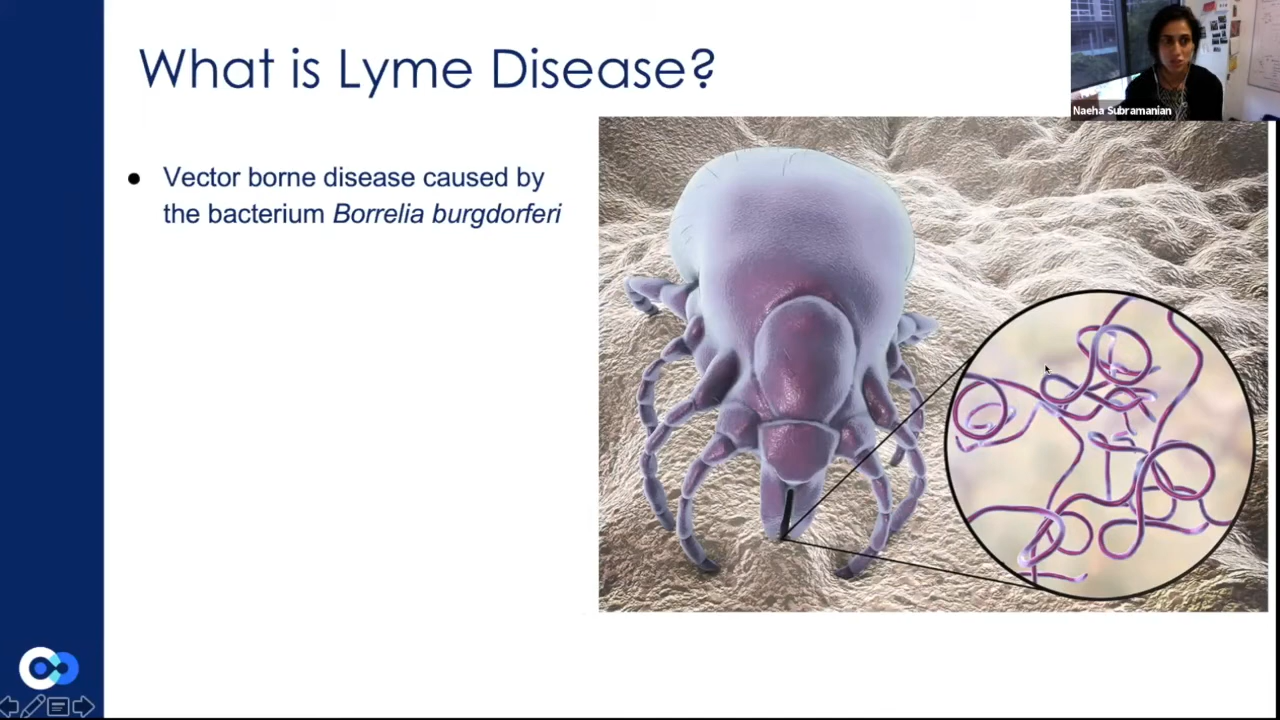 What is Lyme Disease?
Naeha Subramanian
● Vector borne disease caused by
the bacterium Borrelia burgdorferi